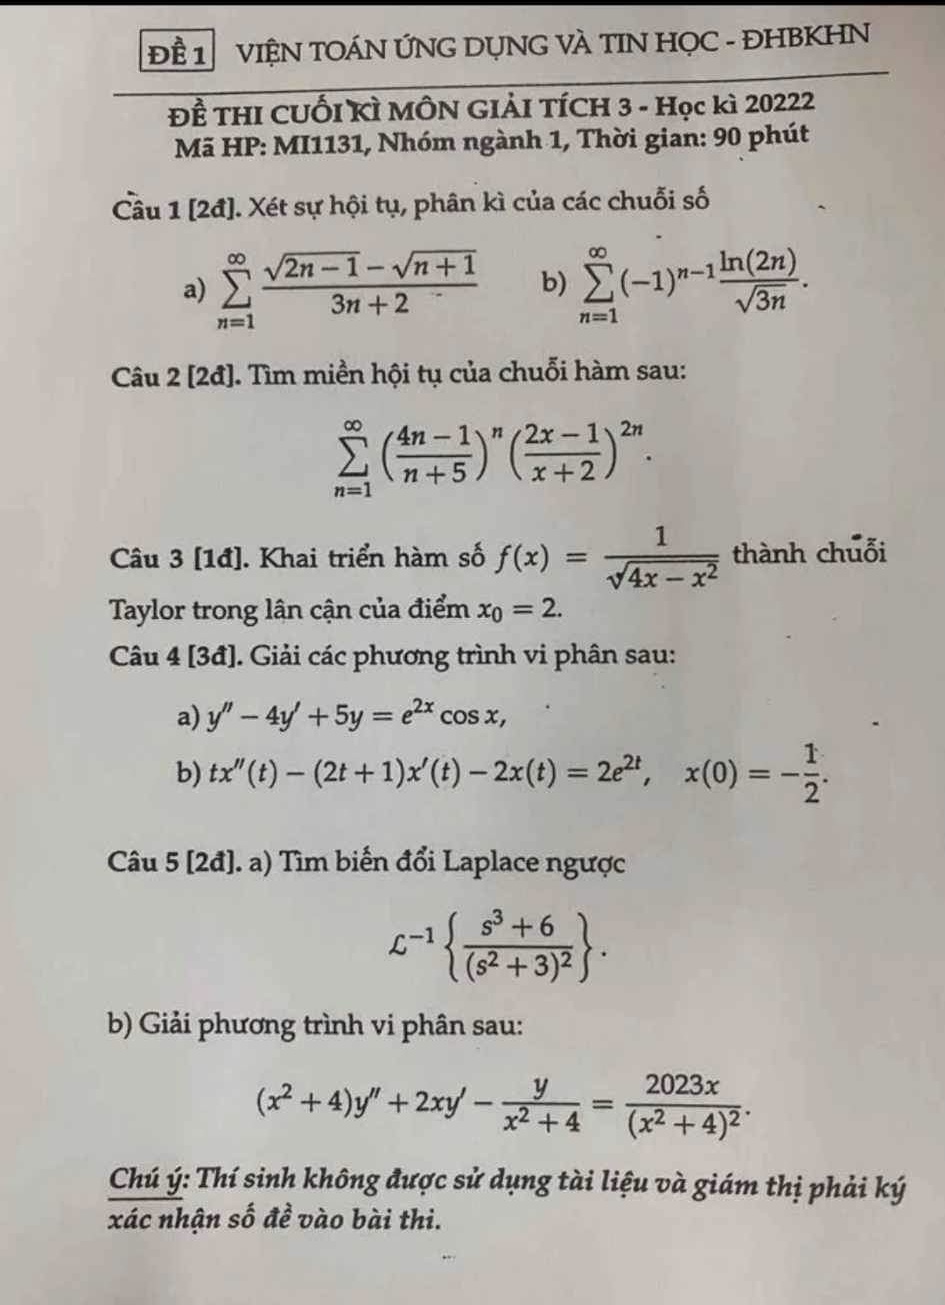 ĐỀ 1 VIỆN TOÁN ỨNG DỤNG VÀ TIN HỌC - ĐHBKHN
ĐỀ THI CUỐI KÌ MÔN GIẢI TÍCH 3 - Học kì 20222
Mã HP: MI1131, Nhóm ngành 1, Thời gian: 90 phút
Câu 1 [2đ]. Xét sự hội tụ, phân kì của các chuỗi số
a) $\sum_{n=1}^{\infty} \frac{\sqrt{2n-1}-\sqrt{n+1}}{3n+2}$ b) $\sum_{n=1}^{\infty} (-1)^{n-1} \frac{\ln(2n)}{\sqrt{3n}}$.
Câu 2 [2đ]. Tìm miền hội tụ của chuỗi hàm sau:
$\sum_{n=1}^{\infty} \left(\frac{4n-1}{n+5}\right)^n \left(\frac{2x-1}{x+2}\right)^{2n}$.
Câu 3 [1đ]. Khai triển hàm số $f(x) = \frac{1}{\sqrt{4x-x^2}}$ thành chuỗi
Taylor trong lân cận của điểm $x_0 = 2$.
Câu 4 [3đ]. Giải các phương trình vi phân sau:
a) $y'' - 4y' + 5y = e^{2x} \cos x$,
b) $tx''(t) - (2t+1)x'(t) - 2x(t) = 2e^{2t}, \quad x(0) = -\frac{1}{2}$.
Câu 5 [2đ]. a) Tìm biến đổi Laplace ngược
$\mathcal{L}^{-1} \left\{ \frac{s^3+6}{(s^2+3)^2} \right\}$.
b) Giải phương trình vi phân sau:
$(x^2+4)y'' + 2xy' - \frac{y}{x^2+4} = \frac{2023x}{(x^2+4)^2}$.
Chú ý: Thí sinh không được sử dụng tài liệu và giám thị phải ký
xác nhận số đề vào bài thi.